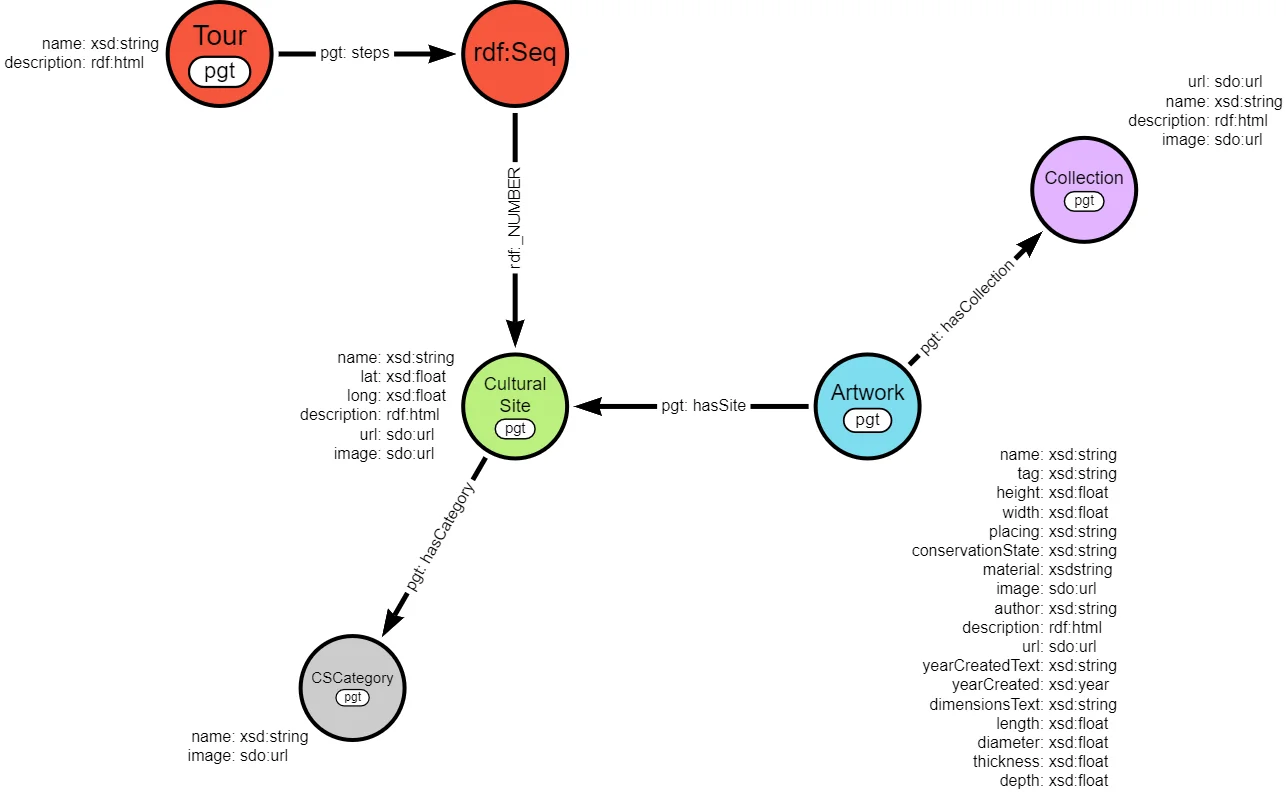 Tour
pgt
name: xsd:string
description: rdf:html
pgt: steps
rdf:Seq
rdf:_NUMBER
url: sdo:url
name: xsd:string
description: rdf:html
image: sdo:url
Collection
pgt
pgt: hasCollection
name: xsd:string
lat: xsd:float
long: xsd:float
description: rdf:html
url: sdo:url
image: sdo:url
Cultural
Site
pgt
pgt: hasSite
Artwork
pgt
name: xsd:string
tag: xsd:string
height: xsd:float
width: xsd:float
placing: xsd:string
conservationState: xsd:string
material: xsdstring
image: sdo:url
author: xsd:string
description: rdf:html
url: sdo:url
yearCreatedText: xsd:string
yearCreated: xsd:year
dimensionsText: xsd:string
length: xsd:float
diameter: xsd:float
thickness: xsd:float
depth: xsd:float
pgt: hasCategory
CSCategory
pgt
name: xsd:string
image: sdo:url